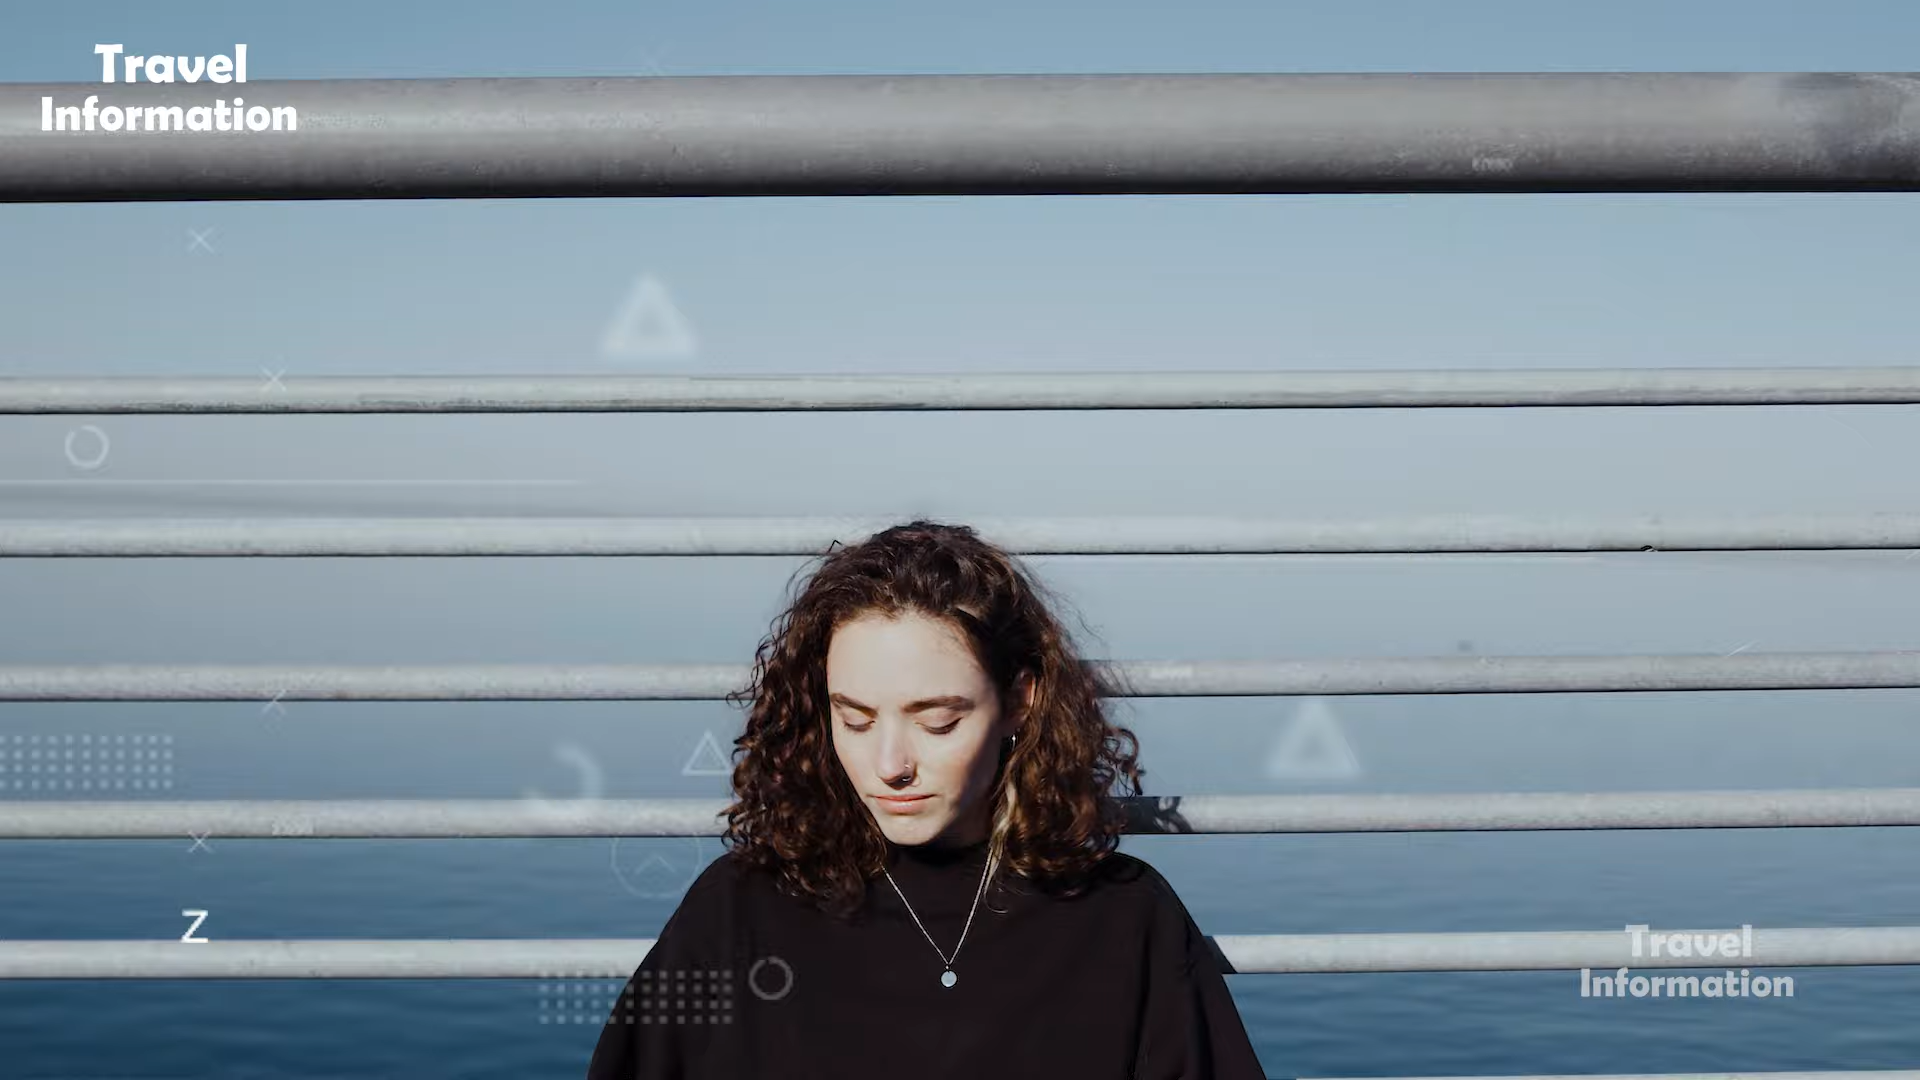 Travel
Information
Z
Travel
Information